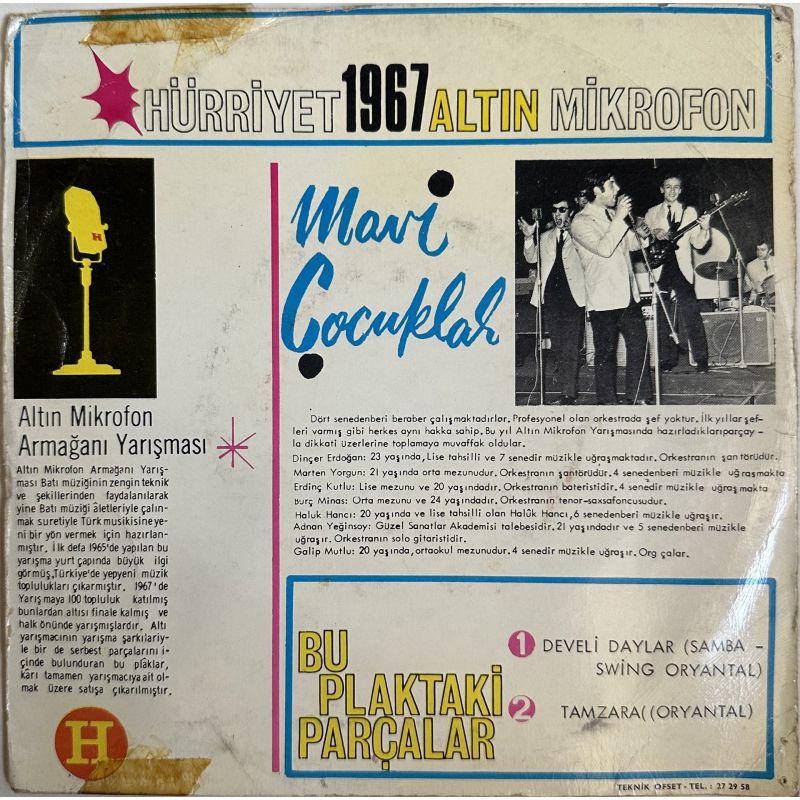 HÜRRİYET 1967 ALTIN MİKROFON
H
Altın Mikrofon
Armağanı Yarışması
Altın Mikrofon Armağanı Yarış-
ması Batı müziğinin zengin teknik
ve şekillerinden faydalanılarak
yine Batı müziği âletleriyle çalın-
mak suretiyle Türk musikisine ye-
ni bir yön vermek için hazırlan-
mıştır. İlk defa 1965'de yapılan bu
yarışma yurt çapında büyük ilgi
görmüş, Türkiye'de yepyeni müzik
toplulukları çıkarmıştır. 1967'de
Yarışmaya 100 topluluk katılmış
bunlardan altısı finale kalmış ve
halk önünde yarışmışlardır. Altı
yarışmacının yarışma şarkılariy-
le bir de serbest parçalarını i-
çinde bulunduran bu plâklar,
kârı tamamen yarışmacıya ait ol-
mak üzere satışa çıkarılmıştır.
H
Mavi
Çocuklar
Dört senedenberi beraber çalışmaktadırlar. Profesyonel olan orkestrada şef yoktur. İlk yıllar şef-
leri varmış gibi herkes aynı hakka sahip. Bu yıl Altın Mikrofon Yarışmasında hazırladıkları parçay-
la dikkati üzerlerine toplamaya muvaffak oldular.
Dinçer Erdoğan: 23 yaşında, Lise tahsilli ve 7 senedir müzikle uğraşmaktadır. Orkestranın şantörüdür.
Marten Yorgun: 21 yaşında orta mezunudur. Orkestranın şantörüdür. 4 senedenberi müzikle uğraşmakta
Erdinç Kutlu: Lise mezunu ve 20 yaşındadır. Orkestranın bateristidir. 4 senedir müzikle uğraşmakta
Burç Minas: Orta mezunu ve 24 yaşındadır. Orkestranın tenor-saxsafoncusudur.
Haluk Hancı: 20 yaşında ve lise tahsilli olan Halûk Hancı, 6 senedenberi müzikle uğraşır.
Adnan Yeğinsoy: Güzel Sanatlar Akademisi talebesidir. 21 yaşındadır ve 5 senedenberi müzikle
uğraşır. Orkestranın solo gitaristidir.
Galip Mutlu: 20 yaşında, ortaokul mezunudur. 4 senedir müzikle uğraşır. Org çalar.
BU
PLAKTAKİ
PARÇALAR
1 DEVELİ DAYLAR (SAMBA -
SWİNG ORYANTAL)
2 TAMZARA((ORYANTAL)
TEKNİK OFSET - TEL. : 27 29 58